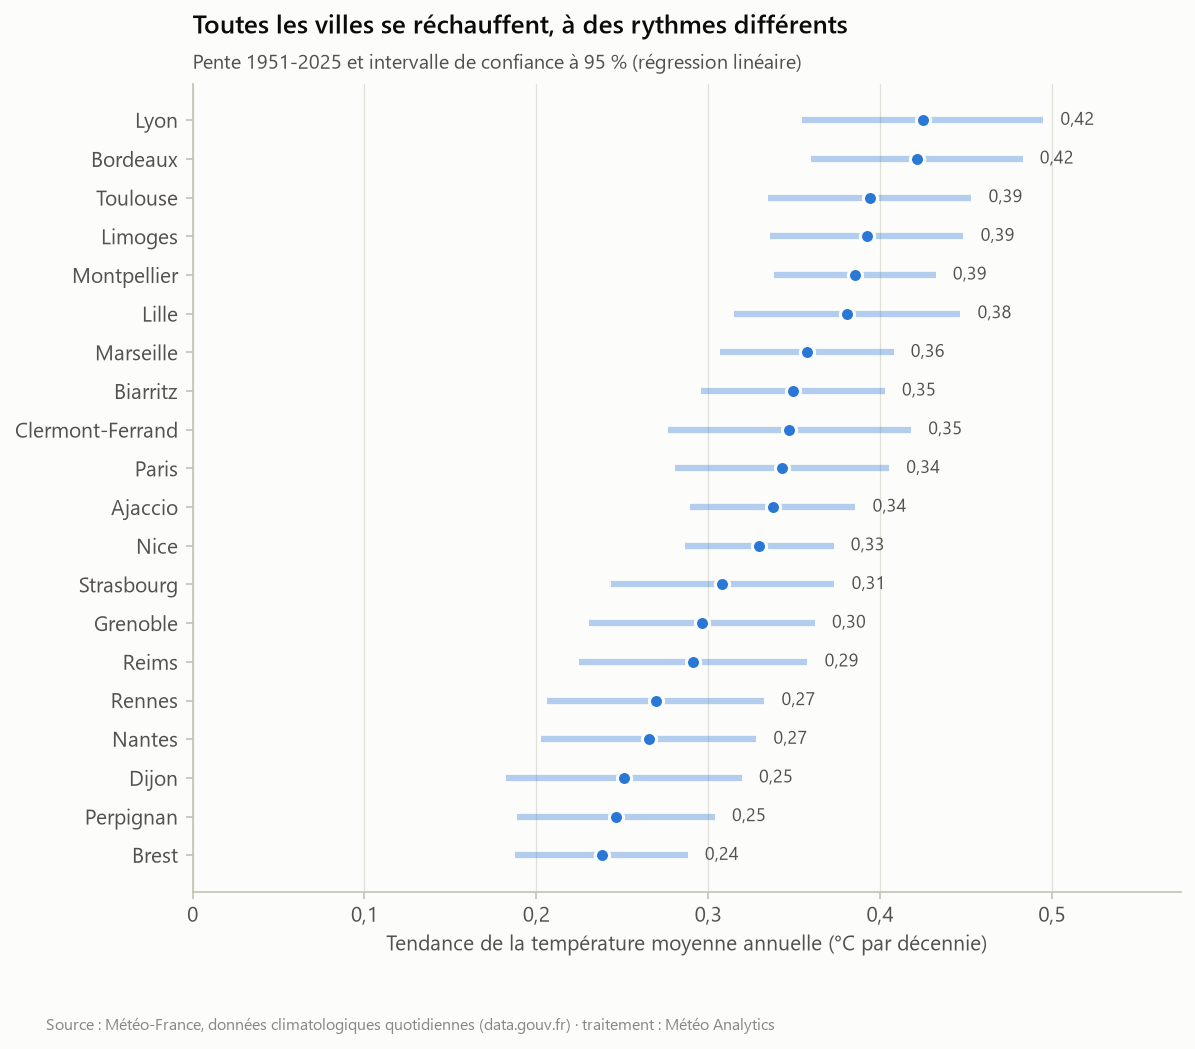 Toutes les villes se réchauffent, à des rythmes différents
Pente 1951-2025 et intervalle de confiance à 95 % (régression linéaire)
Lyon 0,42
Bordeaux 0,42
Toulouse 0,39
Limoges 0,39
Montpellier 0,39
Lille 0,38
Marseille 0,36
Biarritz 0,35
Clermont-Ferrand 0,35
Paris 0,34
Ajaccio 0,34
Nice 0,33
Strasbourg 0,31
Grenoble 0,30
Reims 0,29
Rennes 0,27
Nantes 0,27
Dijon 0,25
Perpignan 0,25
Brest 0,24
0 0,1 0,2 0,3 0,4 0,5
Tendance de la température moyenne annuelle (°C par décennie)
Source : Météo-France, données climatologiques quotidiennes (data.gouv.fr) · traitement : Météo Analytics